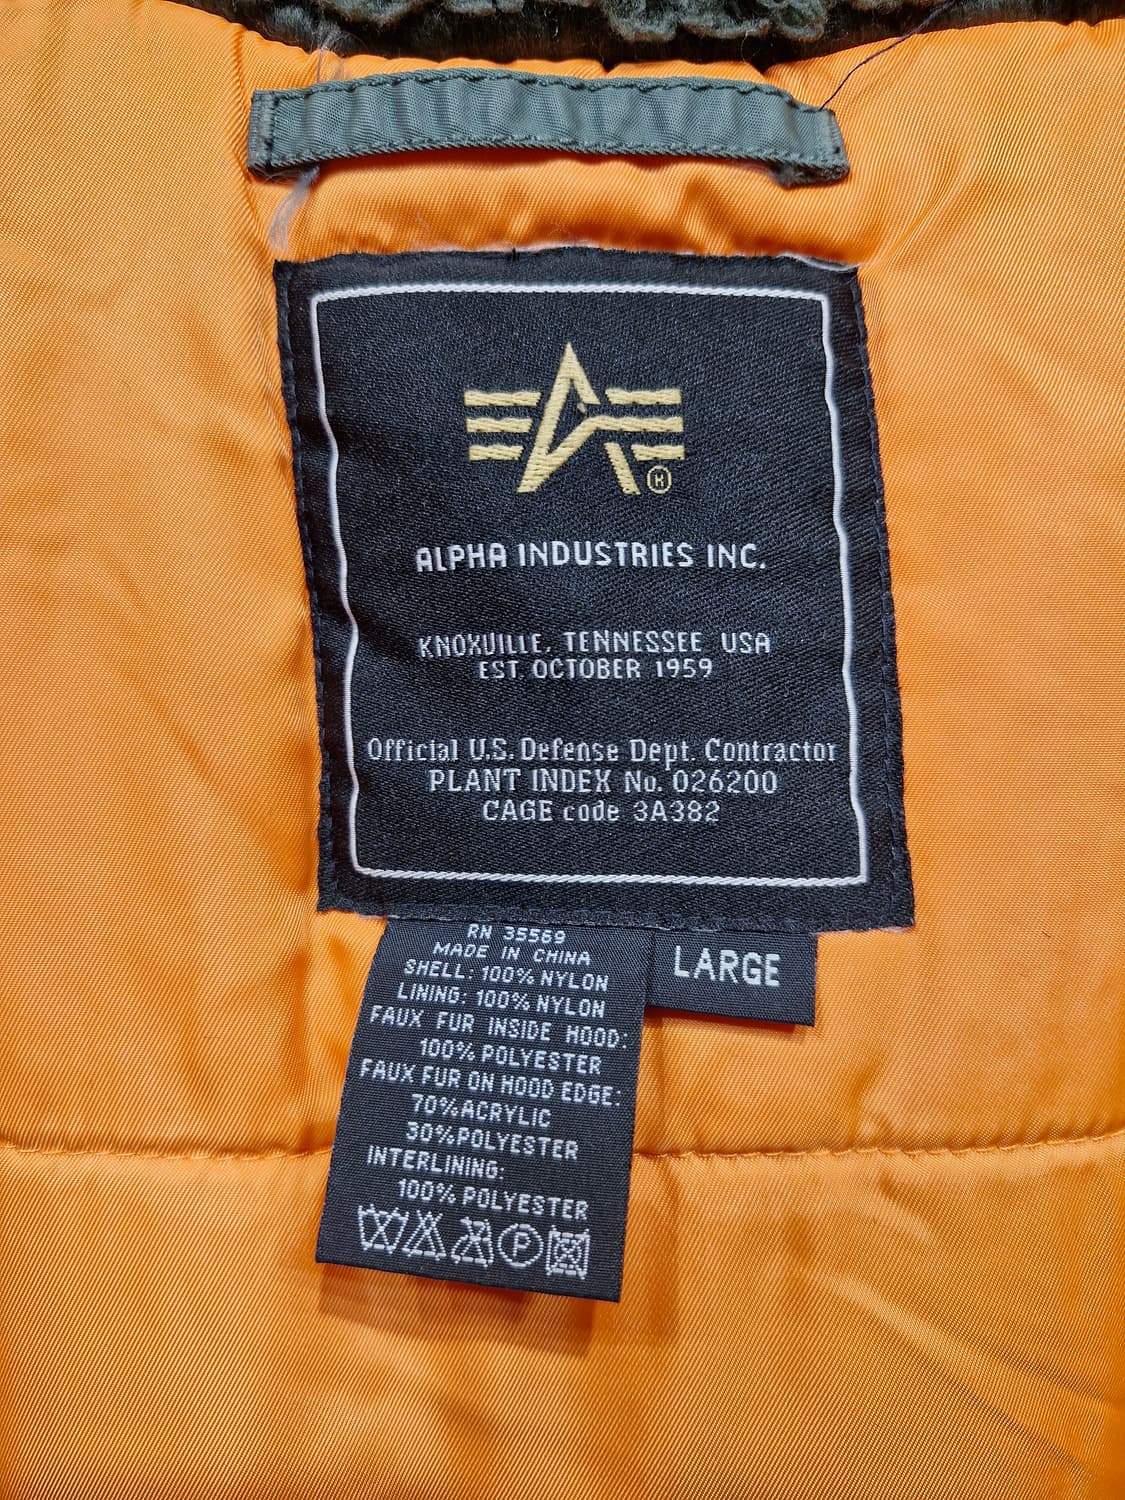 ALPHA INDUSTRIES INC.
KNOXVILLE, TENNESSEE USA
EST. OCTOBER 1959
Official U.S. Defense Dept. Contractor
PLANT INDEX No. 026200
CAGE code 3A382
RN 35569
MADE IN CHINA
SHELL: 100% NYLON
LINING: 100% NYLON
FAUX FUR INSIDE HOOD:
100% POLYESTER
FAUX FUR ON HOOD EDGE:
70%ACRYLIC
30%POLYESTER
INTERLINING:
100% POLYESTER
P
LARGE